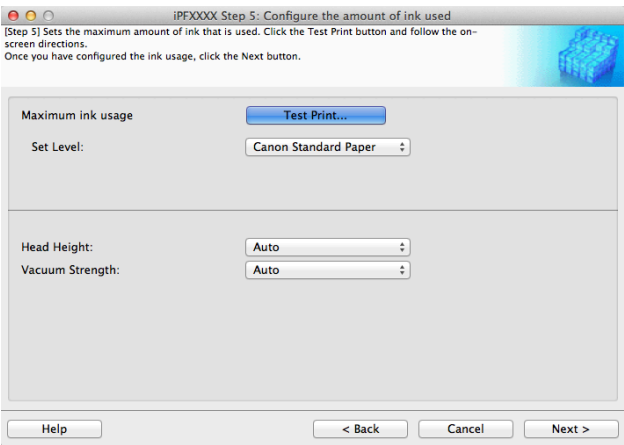 iPFXXXX Step 5: Configure the amount of ink used
[Step 5] Sets the maximum amount of ink that is used. Click the Test Print button and follow the on-
screen directions.
Once you have configured the ink usage, click the Next button.
Maximum ink usage Test Print...
Set Level: Canon Standard Paper
Head Height: Auto
Vacuum Strength: Auto
Help < Back Cancel Next >